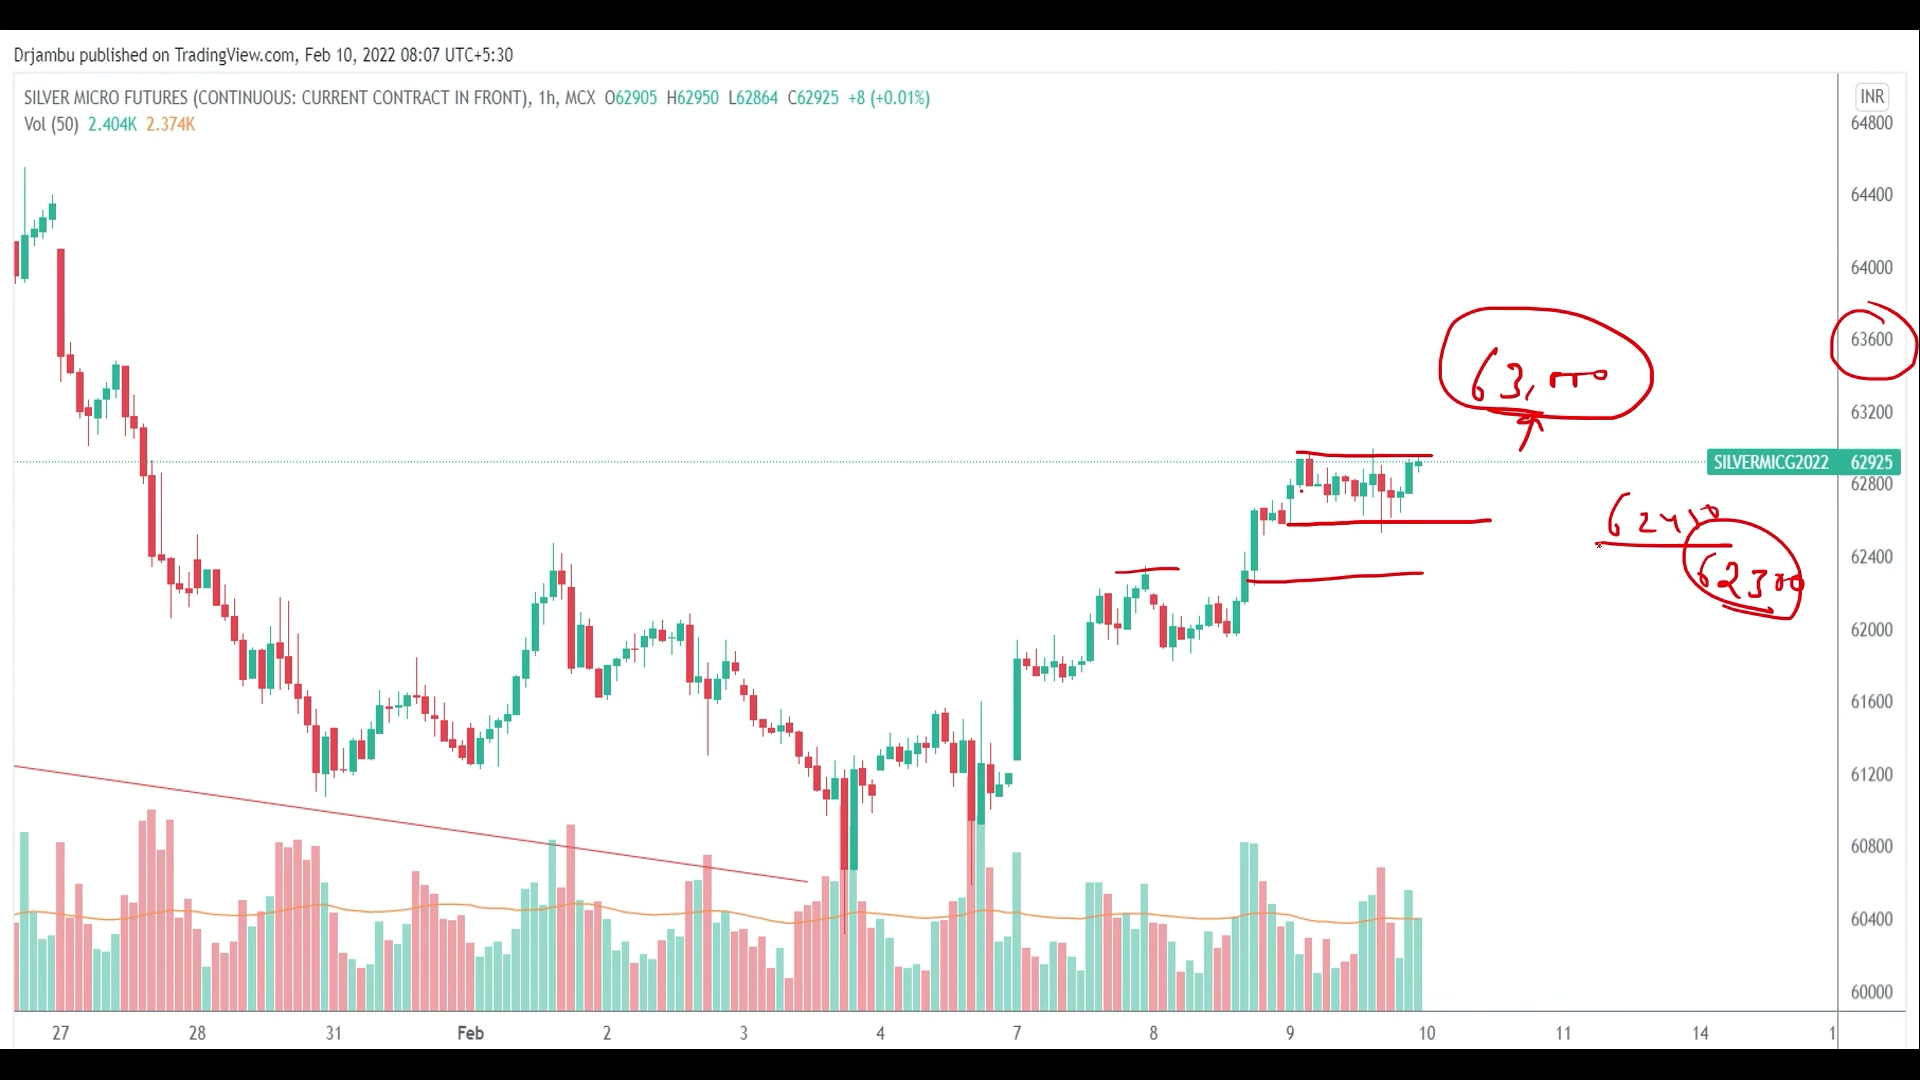 Drjambu published on TradingView.com, Feb 10, 2022 08:07 UTC+5:30
SILVER MICRO FUTURES (CONTINUOUS: CURRENT CONTRACT IN FRONT), 1h, MCX O62905 H62950 L62864 C62925 +8 (+0.01%)
INR
Vol (50) 2.404K 2.374K
64800
64400
64000
63600
63,000
63200
SILVERMICG2022 62925
62800
62400
62300
62000
61600
61200
60800
60400
60000
27 28 31 Feb 2 3 4 7 8 9 10 11 14 1